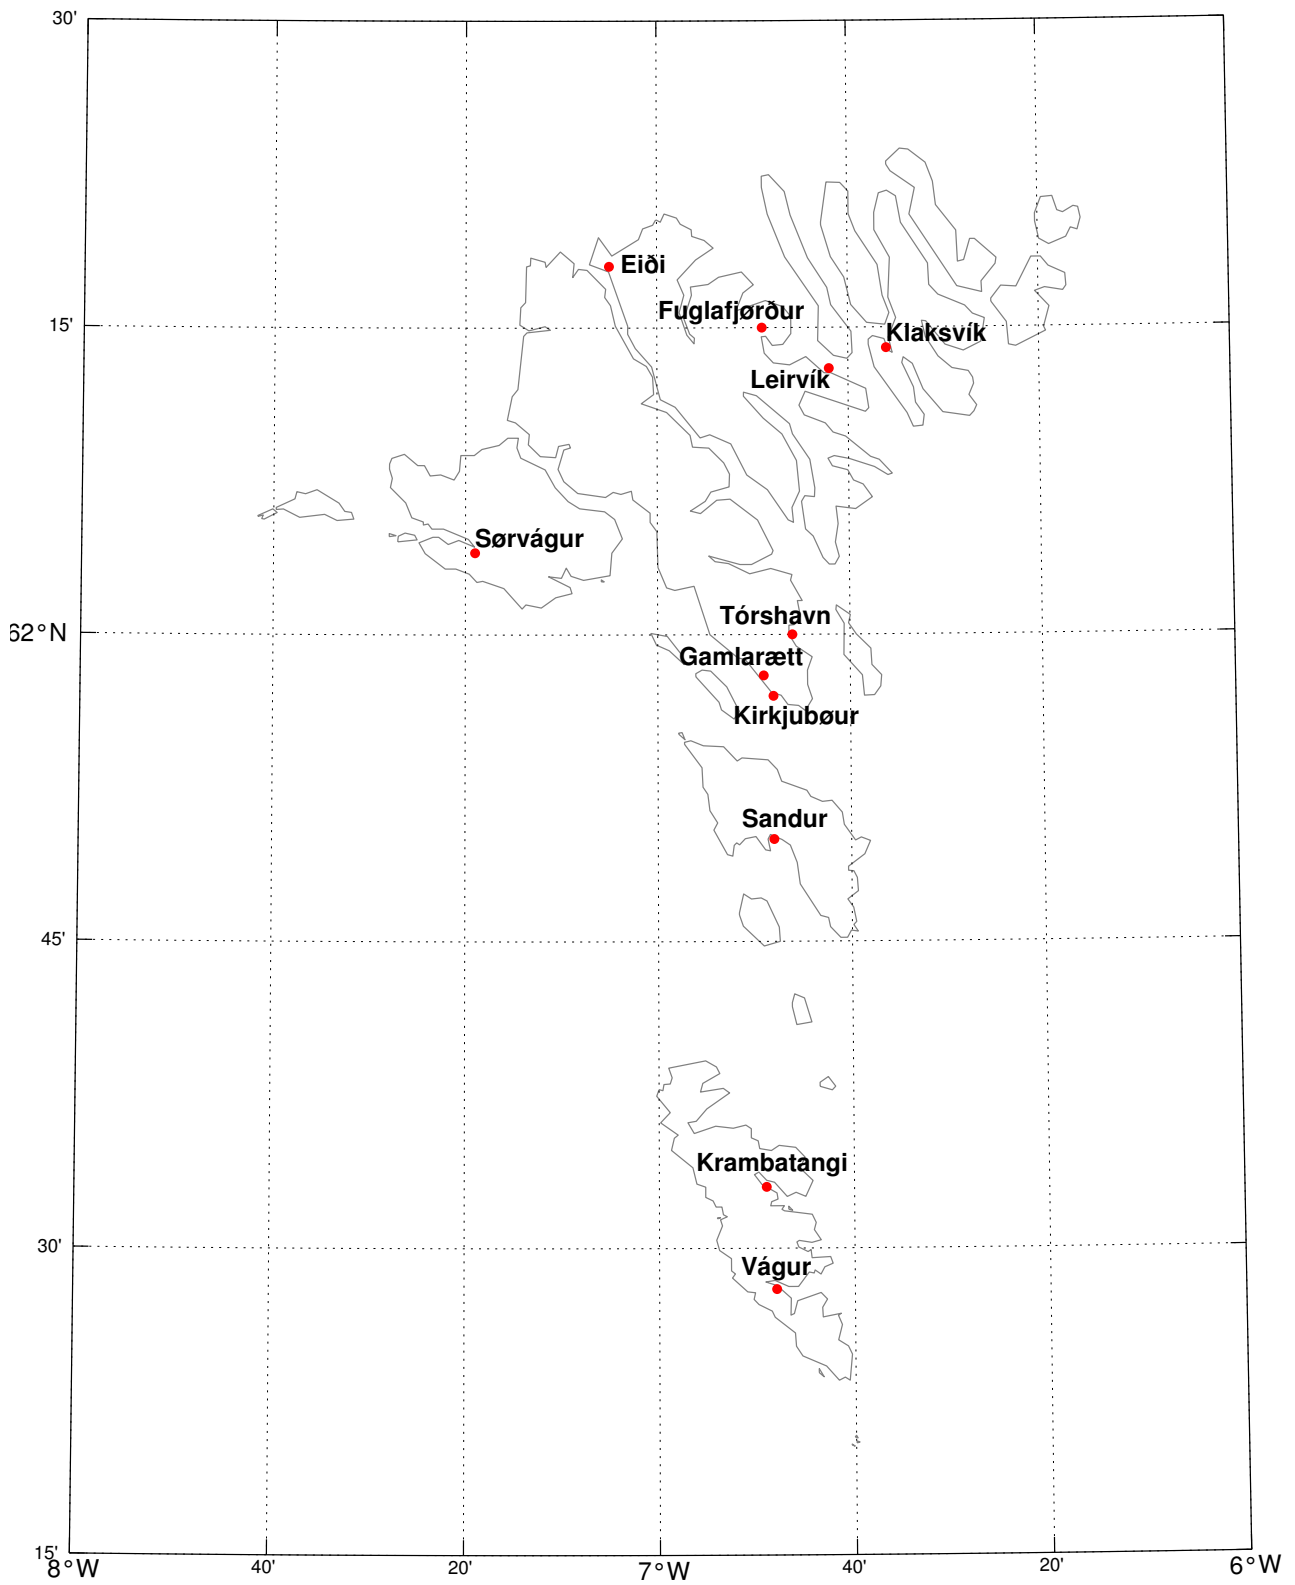 30'
Eiði
Fuglafjørður
15'
Klaksvík
Leirvík
Sørvágur
Tórshavn
62°N
Gamlarætt
Kirkjubøur
Sandur
45'
Krambatangi
30'
Vágur
15'
8°W 40' 20' 7°W 40' 20' 6°W